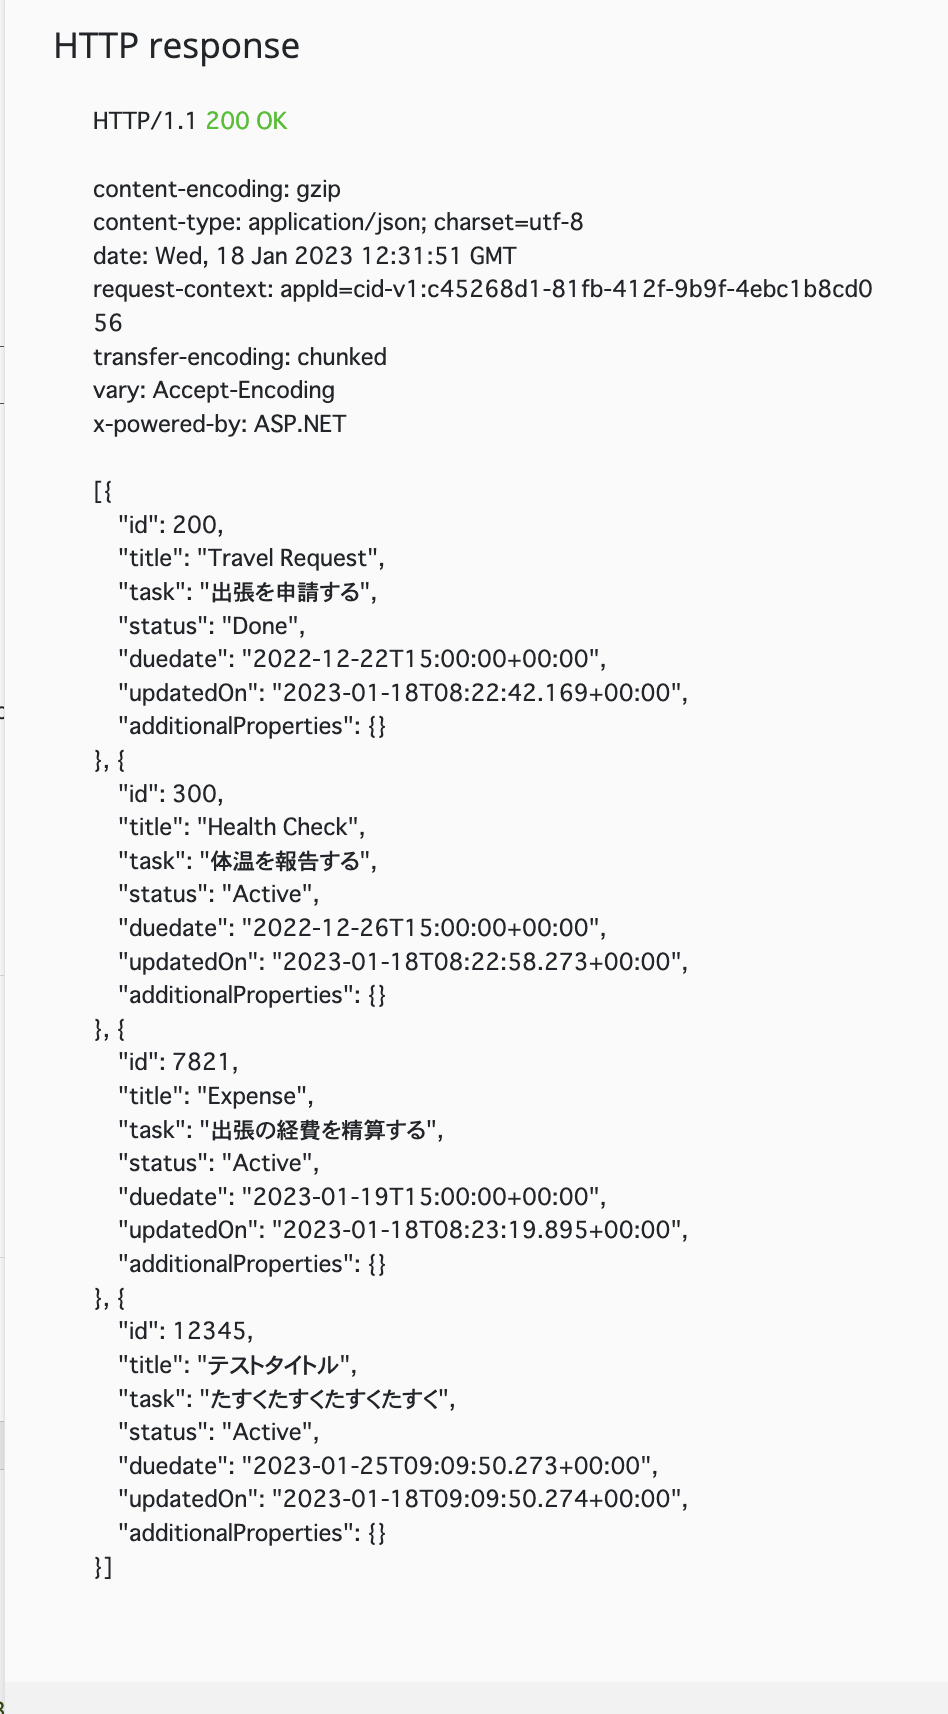 HTTP response
HTTP/1.1 200 OK
content-encoding: gzip
content-type: application/json; charset=utf-8
date: Wed, 18 Jan 2023 12:31:51 GMT
request-context: appId=cid-v1:c45268d1-81fb-412f-9b9f-4ebc1b8cd0
56
transfer-encoding: chunked
vary: Accept-Encoding
x-powered-by: ASP.NET
[{
    "id": 200,
    "title": "Travel Request",
    "task": "出張を申請する",
    "status": "Done",
    "duedate": "2022-12-22T15:00:00+00:00",
    "updatedOn": "2023-01-18T08:22:42.169+00:00",
    "additionalProperties": {}
}, {
    "id": 300,
    "title": "Health Check",
    "task": "体温を報告する",
    "status": "Active",
    "duedate": "2022-12-26T15:00:00+00:00",
    "updatedOn": "2023-01-18T08:22:58.273+00:00",
    "additionalProperties": {}
}, {
    "id": 7821,
    "title": "Expense",
    "task": "出張の経費を精算する",
    "status": "Active",
    "duedate": "2023-01-19T15:00:00+00:00",
    "updatedOn": "2023-01-18T08:23:19.895+00:00",
    "additionalProperties": {}
}, {
    "id": 12345,
    "title": "テストタイトル",
    "task": "たすくたすくたすくたすく",
    "status": "Active",
    "duedate": "2023-01-25T09:09:50.273+00:00",
    "updatedOn": "2023-01-18T09:09:50.274+00:00",
    "additionalProperties": {}
}]